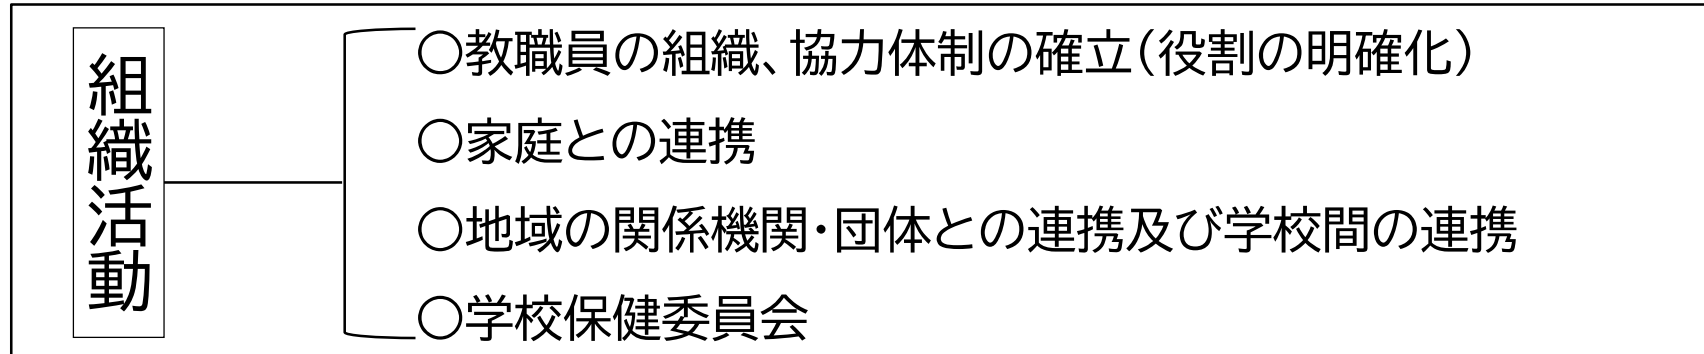 組織活動
○教職員の組織、協力体制の確立（役割の明確化）
○家庭との連携
○地域の関係機関・団体との連携及び学校間の連携
○学校保健委員会